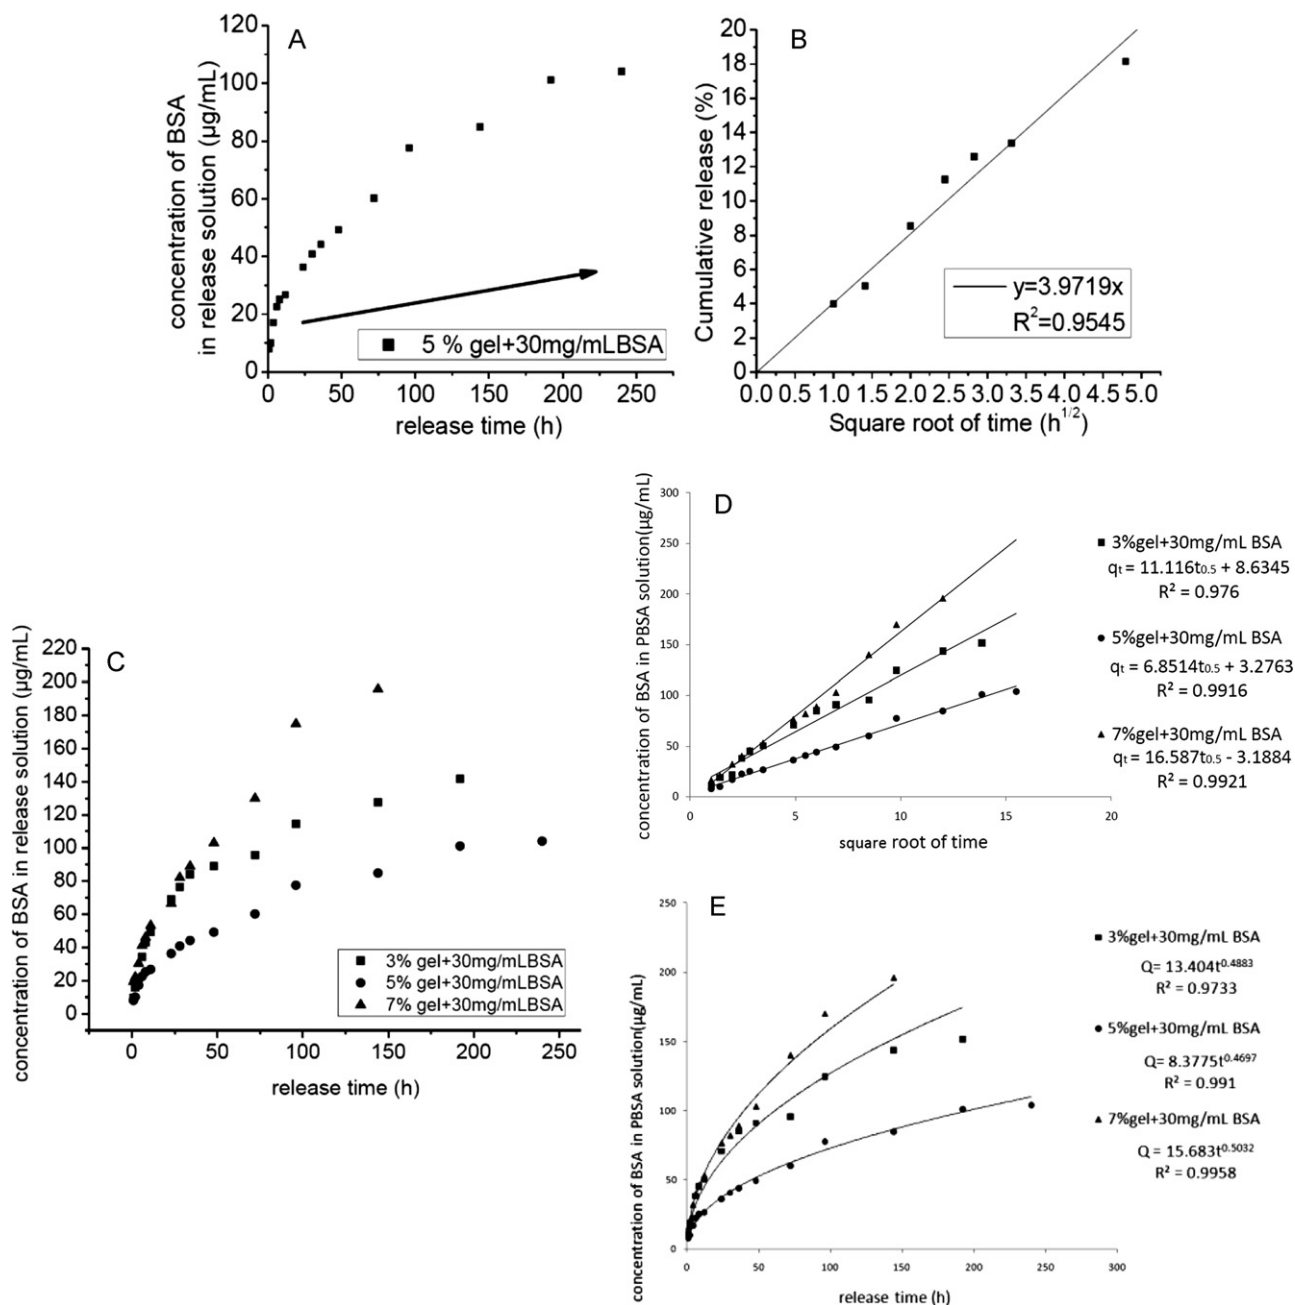 A
concentration of BSA
in release solution (µg/mL)
120
100
80
60
40
20
0
0 50 100 150 200 250
release time (h)
5 % gel+30mg/mLBSA
B
Cumulative release (%)
20
18
16
14
12
10
8
6
4
2
0
0.0 0.5 1.0 1.5 2.0 2.5 3.0 3.5 4.0 4.5 5.0
Square root of time (h1/2)
y=3.9719x
R2=0.9545
C
concentration of BSA in release solution (µg/mL)
220
200
180
160
140
120
100
80
60
40
20
0
0 50 100 150 200 250
release time (h)
3% gel+30mg/mLBSA
5% gel+30mg/mLBSA
7% gel+30mg/mLBSA
D
concentration of BSA in PBSA solution(µg/mL)
300
250
200
150
100
50
0
0 5 10 15 20
square root of time
3%gel+30mg/mL BSA
qt = 11.116t0.5 + 8.6345
R² = 0.976
5%gel+30mg/mL BSA
qt = 6.8514t0.5 + 3.2763
R² = 0.9916
7%gel+30mg/mL BSA
qt = 16.587t0.5 - 3.1884
R² = 0.9921
E
concentration of BSA in PBSA solution(µg/mL)
250
200
150
100
50
0
0 50 100 150 200 250 300
release time (h)
3%gel+30mg/mL BSA
Q= 13.404t0.4883
R² = 0.9733
5%gel+30mg/mL BSA
Q= 8.3775t0.4697
R² = 0.991
7%gel+30mg/mL BSA
Q = 15.683t0.5032
R² = 0.9958